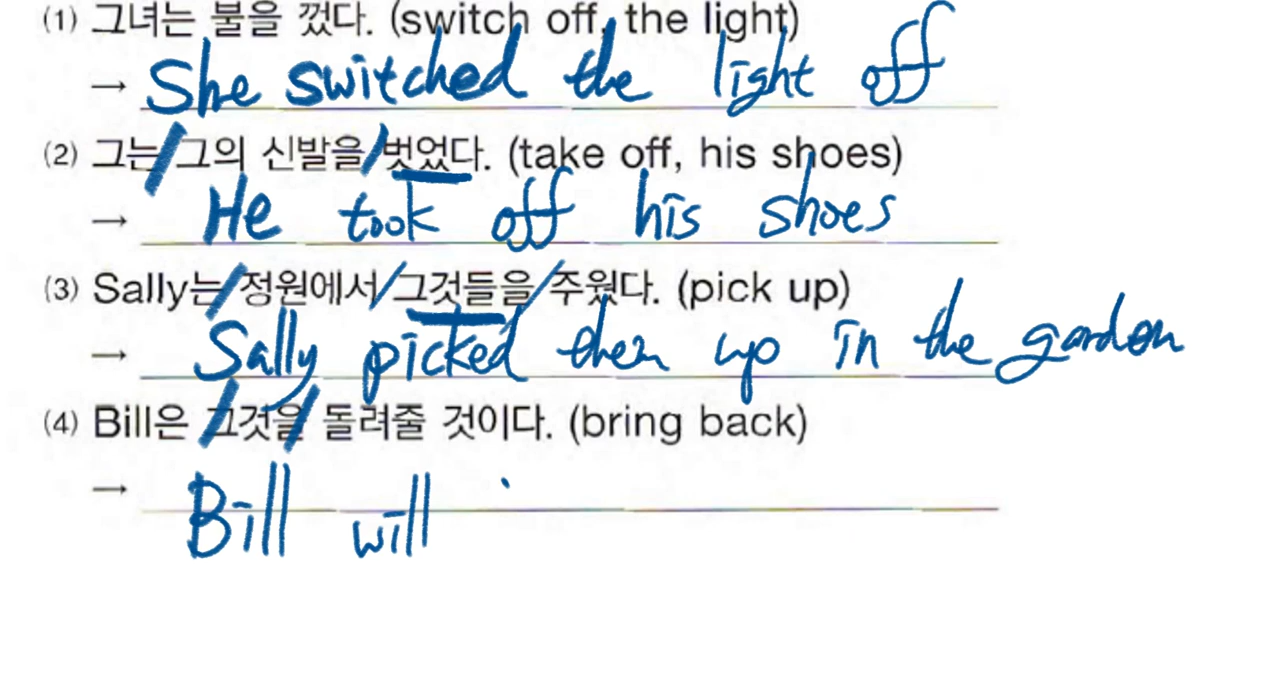 (1) 그녀는 불을 껐다. (switch off, the light)
→ She switched the light off
(2) 그는/그의 신발을/벗었다. (take off, his shoes)
→ He took off his shoes
(3) Sally는/정원에서/그것들을/주웠다. (pick up)
→ Sally picked them up in the garden
(4) Bill은/그것을/돌려줄 것이다. (bring back)
→ Bill will